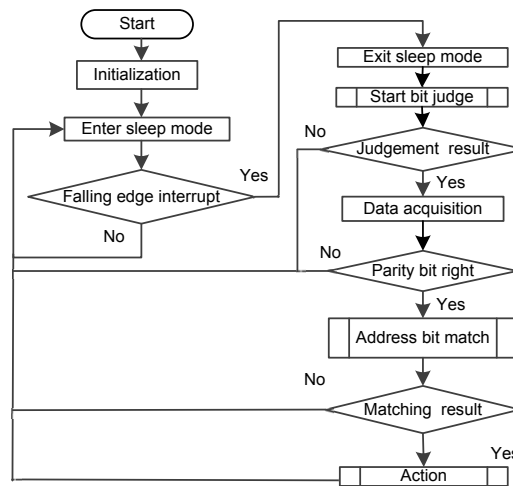 Start
Initialization
Enter sleep mode
Falling edge interrupt
Yes
No
Exit sleep mode
Start bit judge
No
Judgement result
Yes
Data acquisition
No
Parity bit right
Yes
Address bit match
No
Matching result
Yes
Action